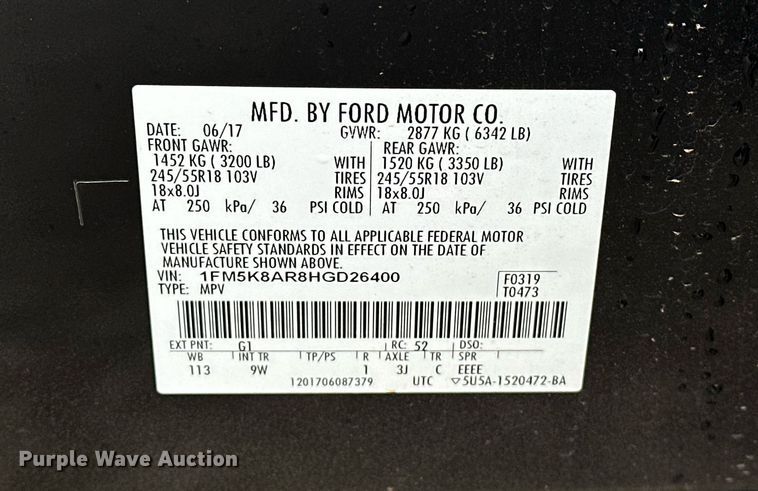 MFD. BY FORD MOTOR CO.
DATE: 06/17 GVWR: 2877 KG ( 6342 LB)
FRONT GAWR: REAR GAWR:
1452 KG ( 3200 LB) WITH 1520 KG ( 3350 LB) WITH
245/55R18 103V TIRES 245/55R18 103V TIRES
18x8.0J RIMS 18x8.0J RIMS
AT 250 kPa/ 36 PSI COLD AT 250 kPa/ 36 PSI COLD
THIS VEHICLE CONFORMS TO ALL APPLICABLE FEDERAL MOTOR
VEHICLE SAFETY STANDARDS IN EFFECT ON THE DATE OF
MANUFACTURE SHOWN ABOVE.
VIN: 1FM5K8AR8HGD26400 F0319
TYPE: MPV T0473
EXT PNT: G1 RC: 52 DSO:
WB INT TR TP/PS R AXLE TR SPR
113 9W 1 3J C EEEE
1201706087379 UTC ▽5U5A-1520472-BA
Purple Wave Auction